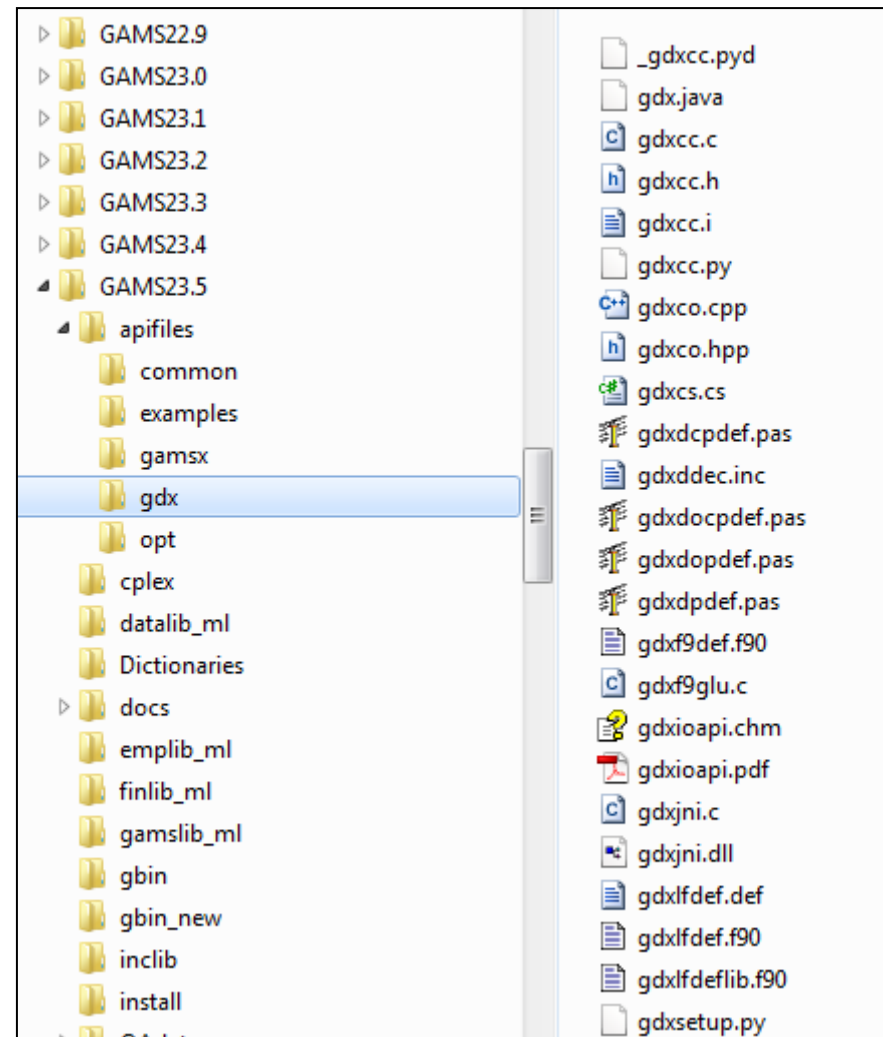 GAMS22.9
GAMS23.0
GAMS23.1
GAMS23.2
GAMS23.3
GAMS23.4
GAMS23.5
apifiles
common
examples
gamsx
gdx
opt
cplex
datalib_ml
Dictionaries
docs
emplib_ml
finlib_ml
gamslib_ml
gbin
gbin_new
inclib
install
_gdxcc.pyd
gdx.java
gdxcc.c
gdxcc.h
gdxcc.i
gdxcc.py
gdxco.cpp
gdxco.hpp
gdxcs.cs
gdxdcpdef.pas
gdxddec.inc
gdxdocpdef.pas
gdxdopdef.pas
gdxdpdef.pas
gdxf9def.f90
gdxf9glu.c
gdxioapi.chm
gdxioapi.pdf
gdxjni.c
gdxjni.dll
gdxlfdef.def
gdxlfdef.f90
gdxlfdeflib.f90
gdxsetup.py